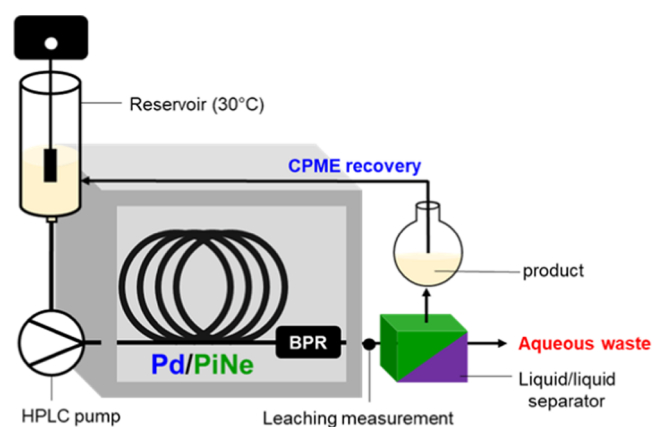 Reservoir (30°C)
CPME recovery
product
BPR
Pd/PiNe
Aqueous waste
Liquid/liquid
separator
HPLC pump
Leaching measurement